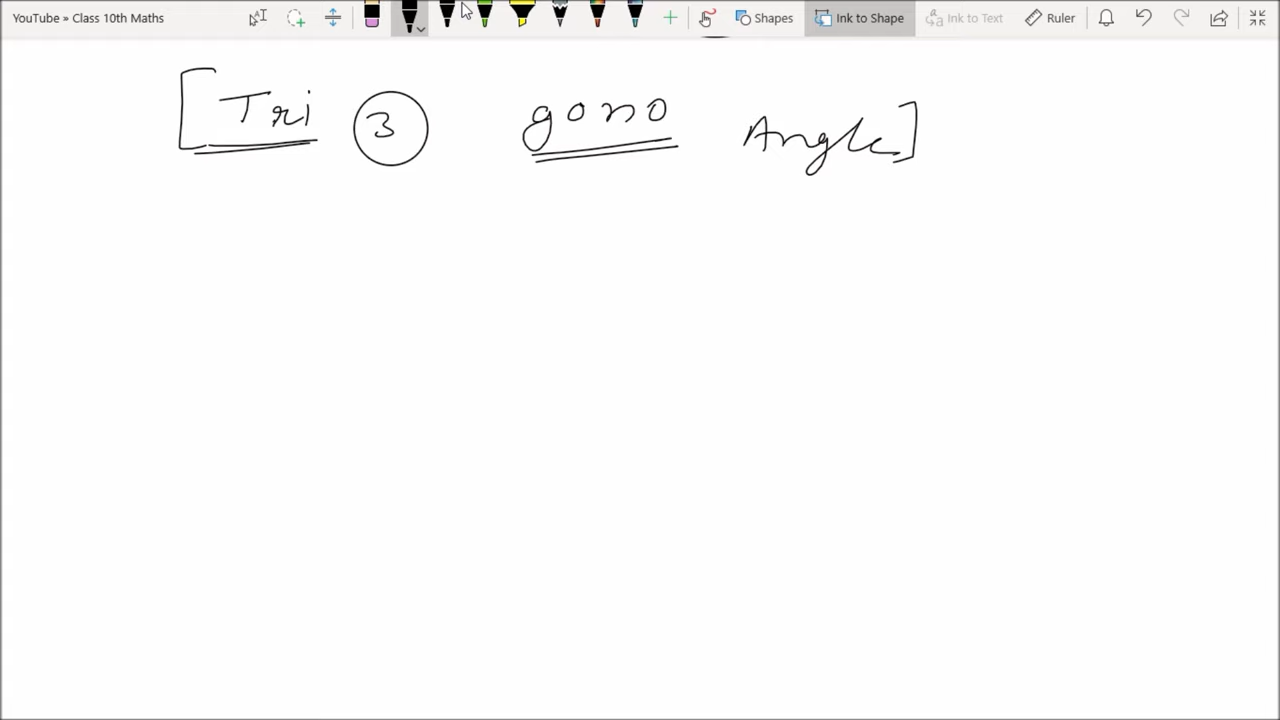 YouTube » Class 10th Maths Shapes Ink to Shape Ink to Text Ruler
[Tri 3 gono Angle]